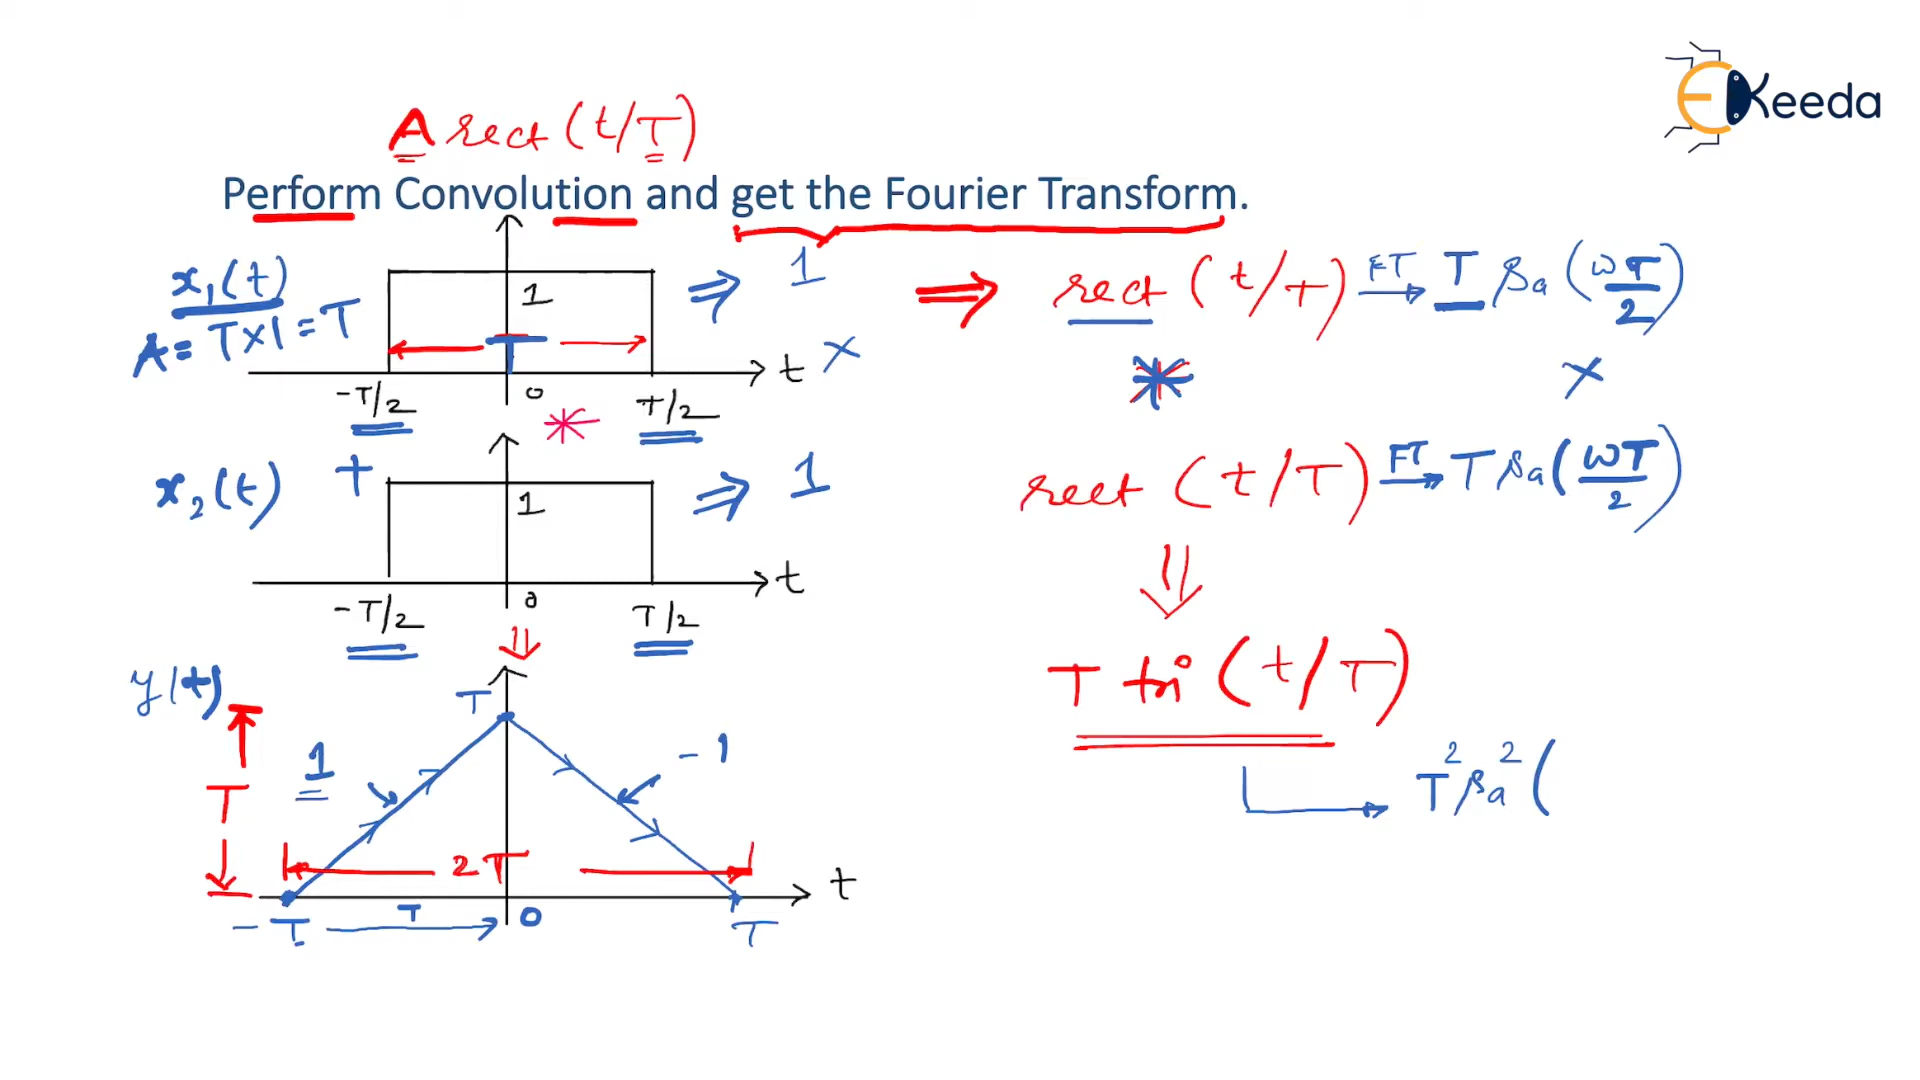 EKeeda
A rect (t/T)
Perform Convolution and get the Fourier Transform.
x₁(t)
A = T×1 = T
1
T
-T/2
0
T/2
t
⇒ 1
×
*
⇒ rect (t/T) FT→ T Sa (ωT/2)
* ×
rect (t/T) FT→ T Sa (ωT/2)
x₂(t)
+
1
-T/2
0
T/2
t
⇒ 1
⇓
⇓
T tri (t/T)
→ T² Sa² (
y(t)
T
T
1
-1
2T
t
-T
T
0
T